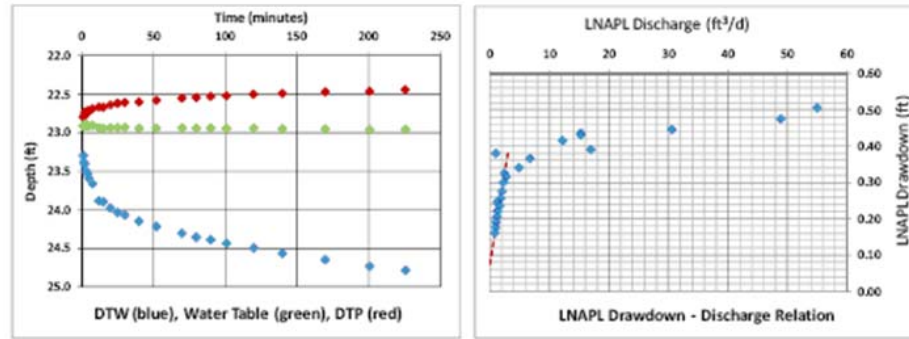 Time (minutes)
0 50 100 150 200 250
22.0
22.5
23.0
23.5
24.0
24.5
25.0
Depth (ft)
DTW (blue), Water Table (green), DTP (red)
LNAPL Discharge (ft³/d)
0 10 20 30 40 50 60
0.60
0.50
0.40
0.30
0.20
0.10
0.00
LNAPL Drawdown (ft)
LNAPL Drawdown - Discharge Relation